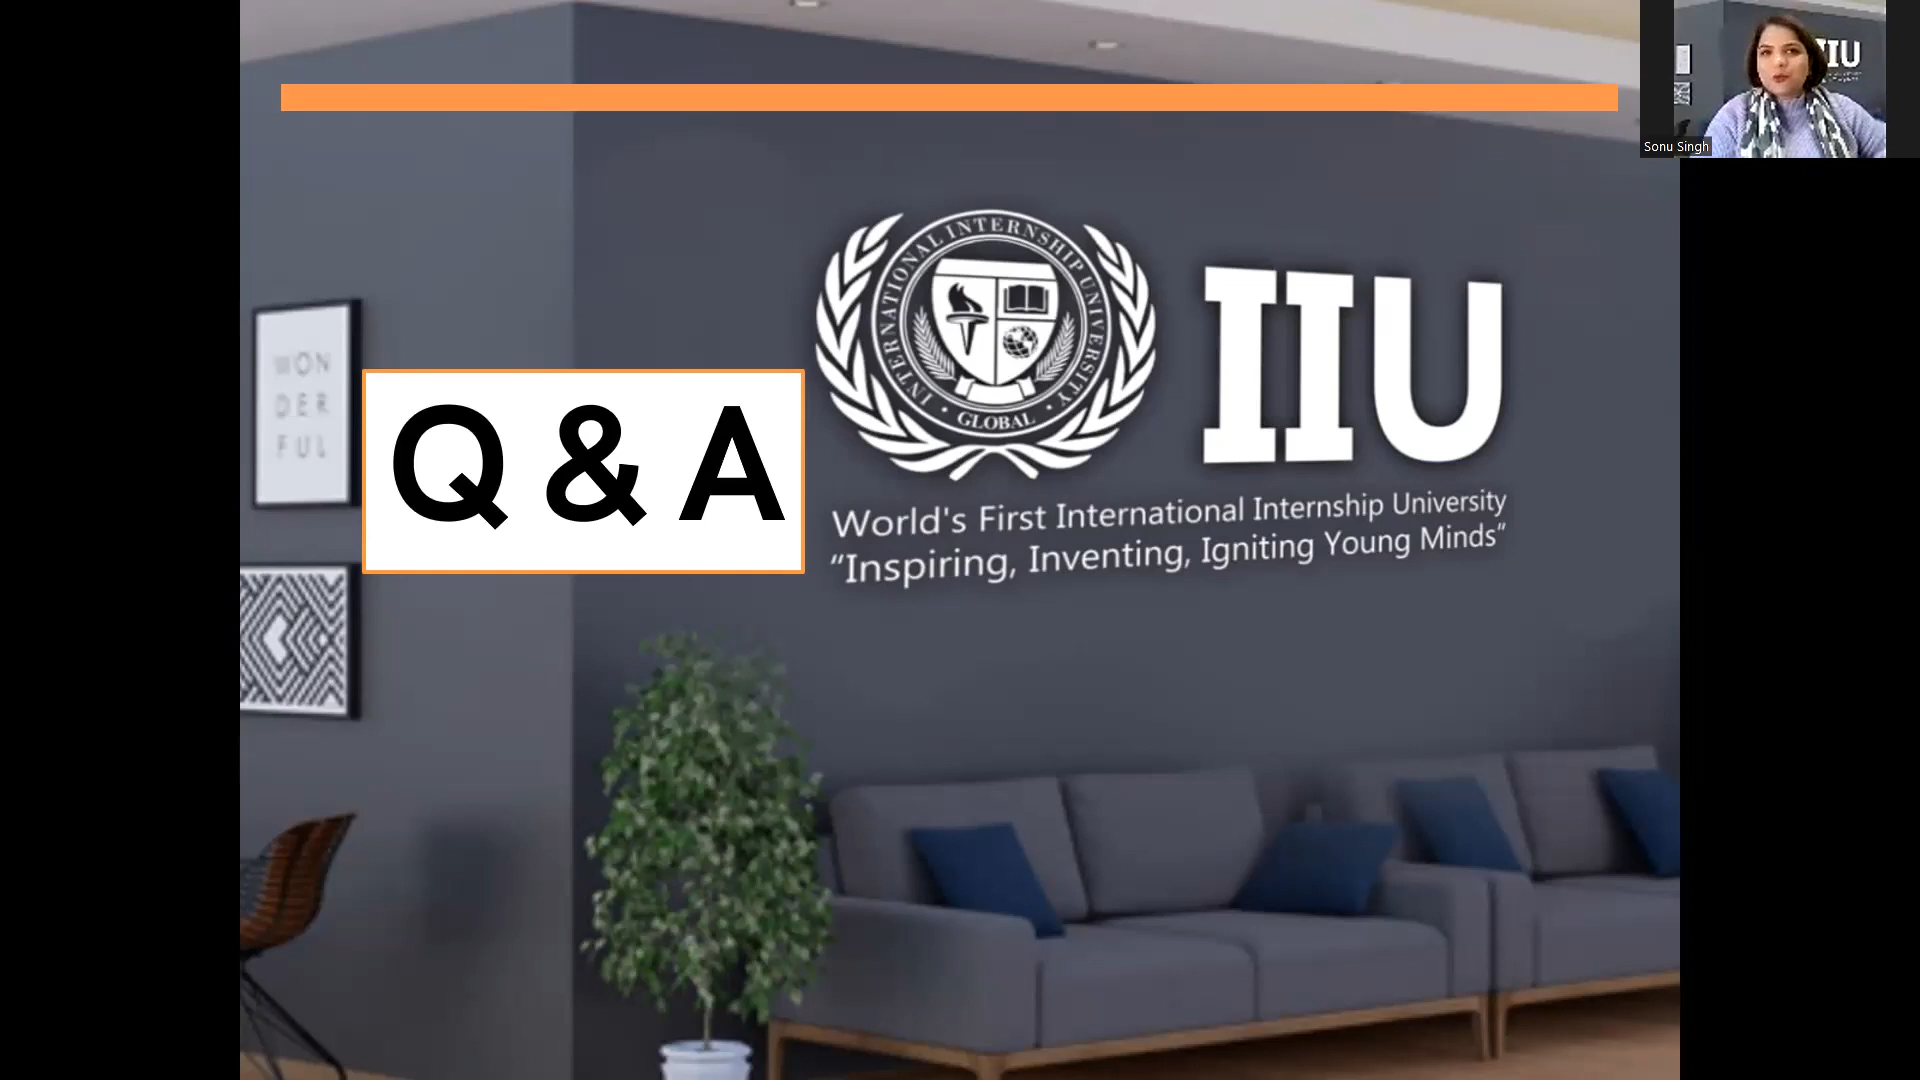 IIU
Sonu Singh
INTERNATIONAL INTERNSHIP UNIVERSITY
• GLOBAL •
IIU
WON
DER
FUL
Q & A
World's First International Internship University
“Inspiring, Inventing, Igniting Young Minds”